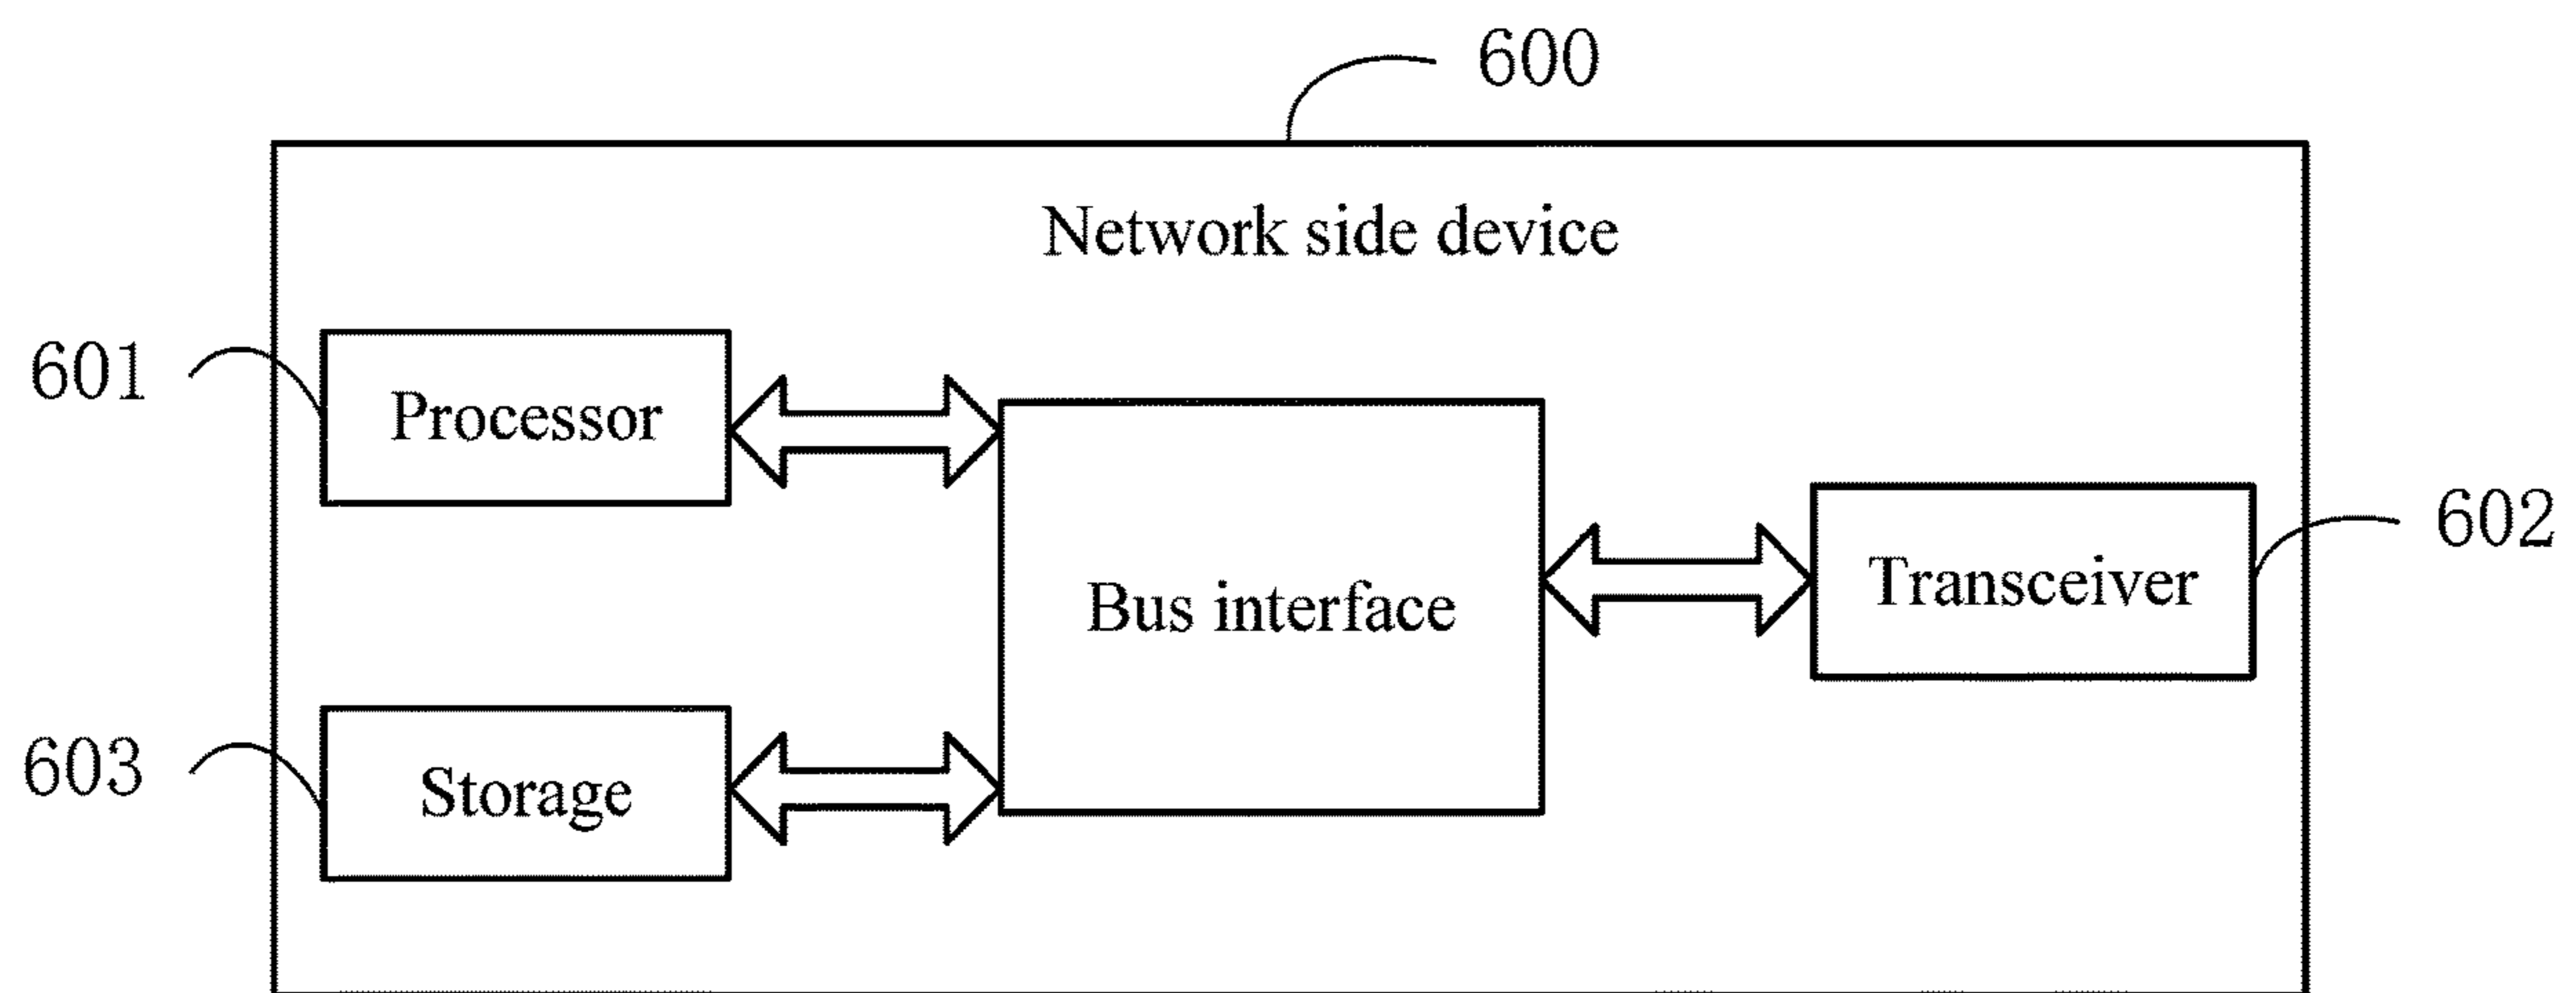 600
Network side device
601
Processor
Bus interface
Transceiver
602
603
Storage